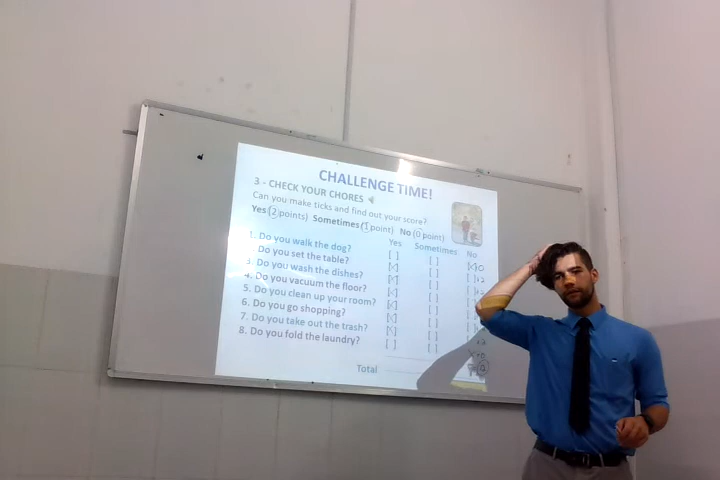 CHALLENGE TIME!
3 - CHECK YOUR CHORES
Can you make ticks and find out your score?
Yes (2 points) Sometimes (1 point) No (0 point)
Yes Sometimes No
1. Do you walk the dog? [ ] [ ] [x] 0
2. Do you set the table? [x] [ ] [ ] +2
3. Do you wash the dishes? [x] [ ]
4. Do you vacuum the floor? [x] [ ]
5. Do you clean up your room? [x] [ ]
6. Do you go shopping? [x] [ ]
7. Do you take out the trash? [x] [ ]
8. Do you fold the laundry? [ ] [ ]
Total